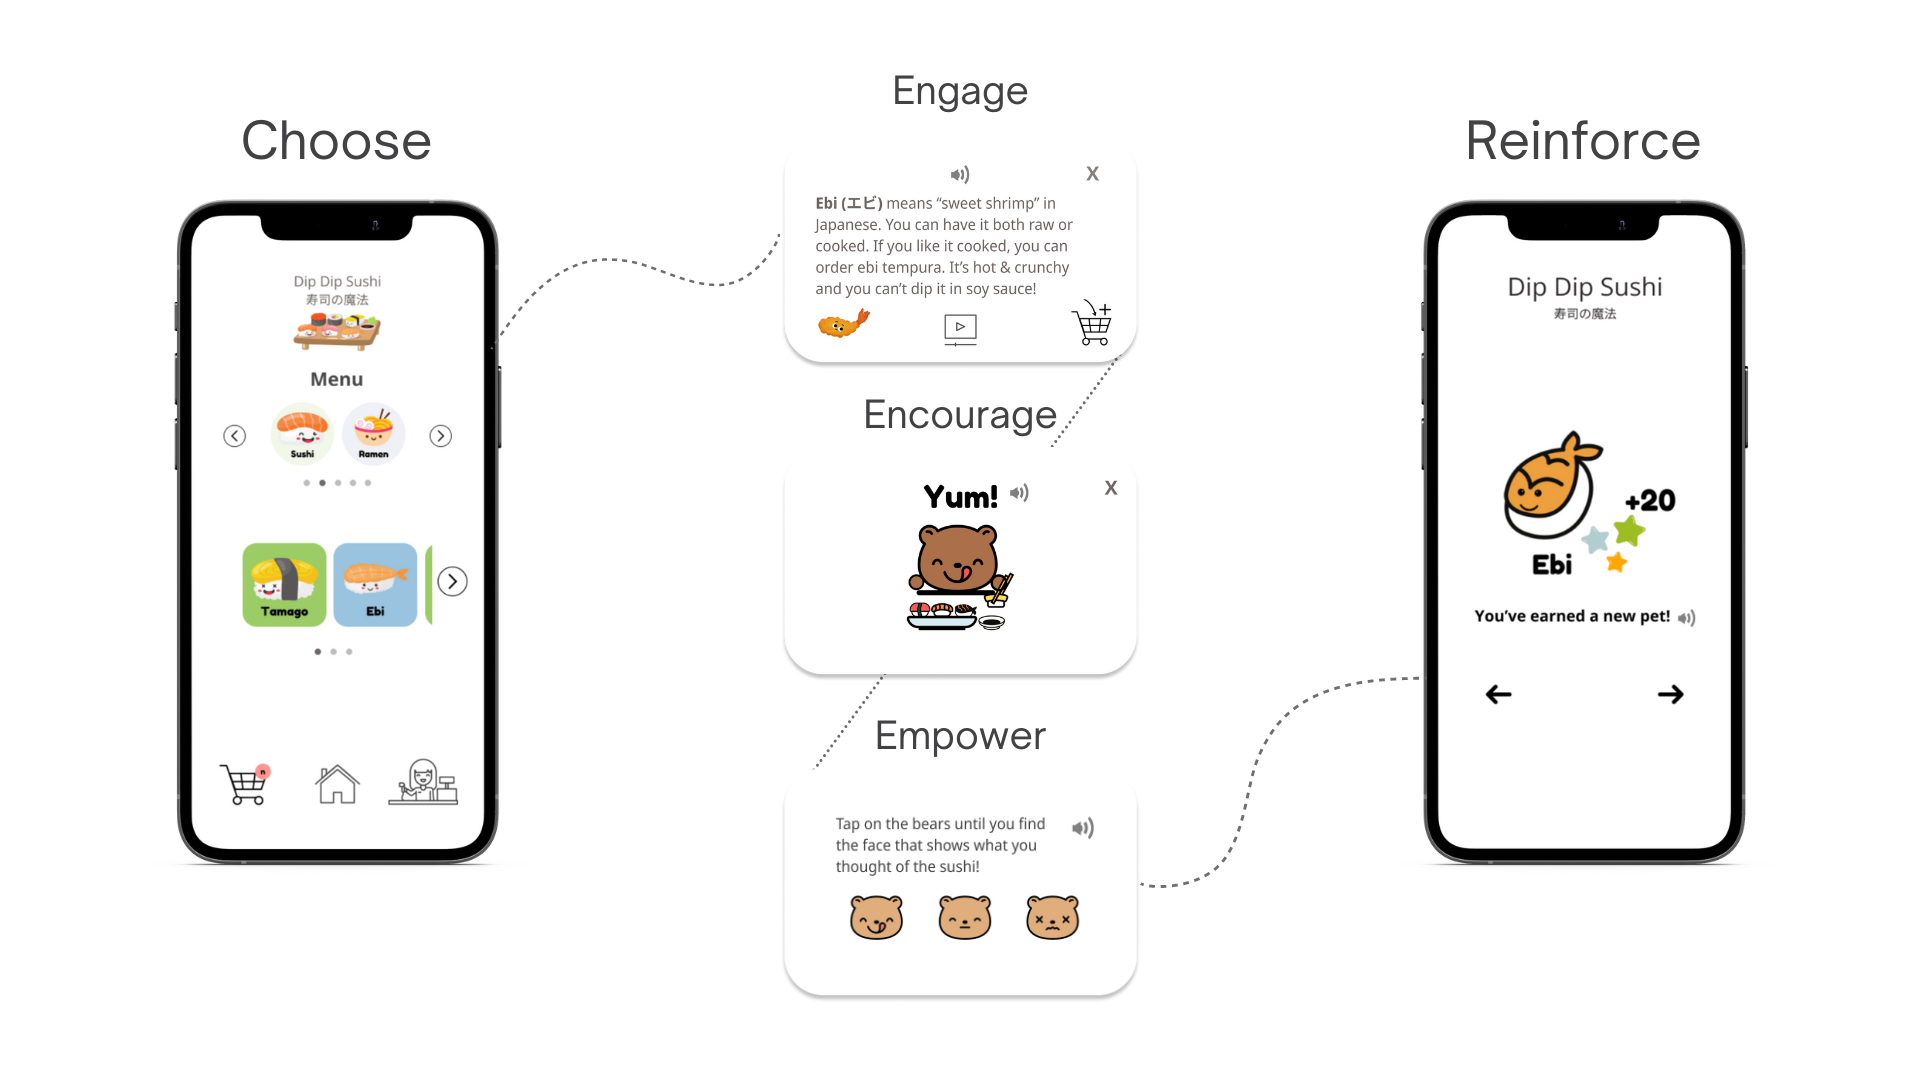 Choose
Dip Dip Sushi
寿司の魔法
Menu
Sushi
Ramen
Tamago
Ebi
n
Engage
X
Ebi (エビ) means “sweet shrimp” in
Japanese. You can have it both raw or
cooked. If you like it cooked, you can
order ebi tempura. It’s hot & crunchy
and you can’t dip it in soy sauce!
Encourage
Yum!
X
Empower
Tap on the bears until you find
the face that shows what you
thought of the sushi!
Reinforce
Dip Dip Sushi
寿司の魔法
+20
Ebi
You’ve earned a new pet!